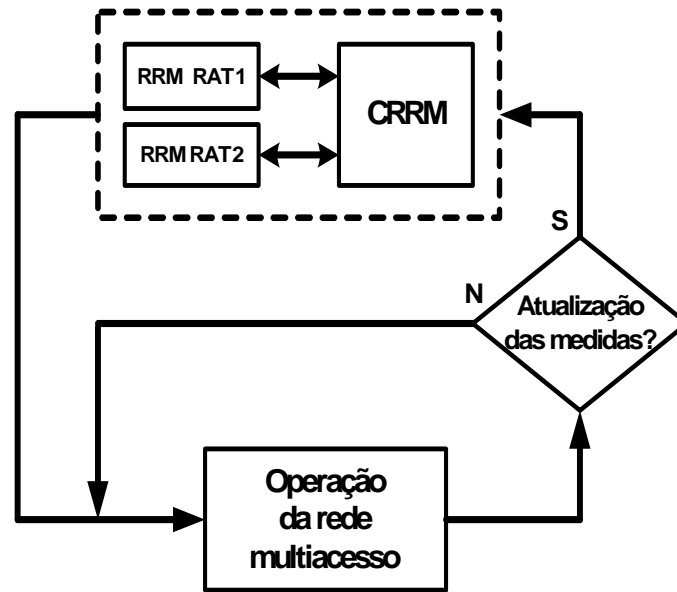 RRM RAT1
CRRM
RRM RAT2
S
N
Atualização
das medidas?
Operação
da rede
multiacesso